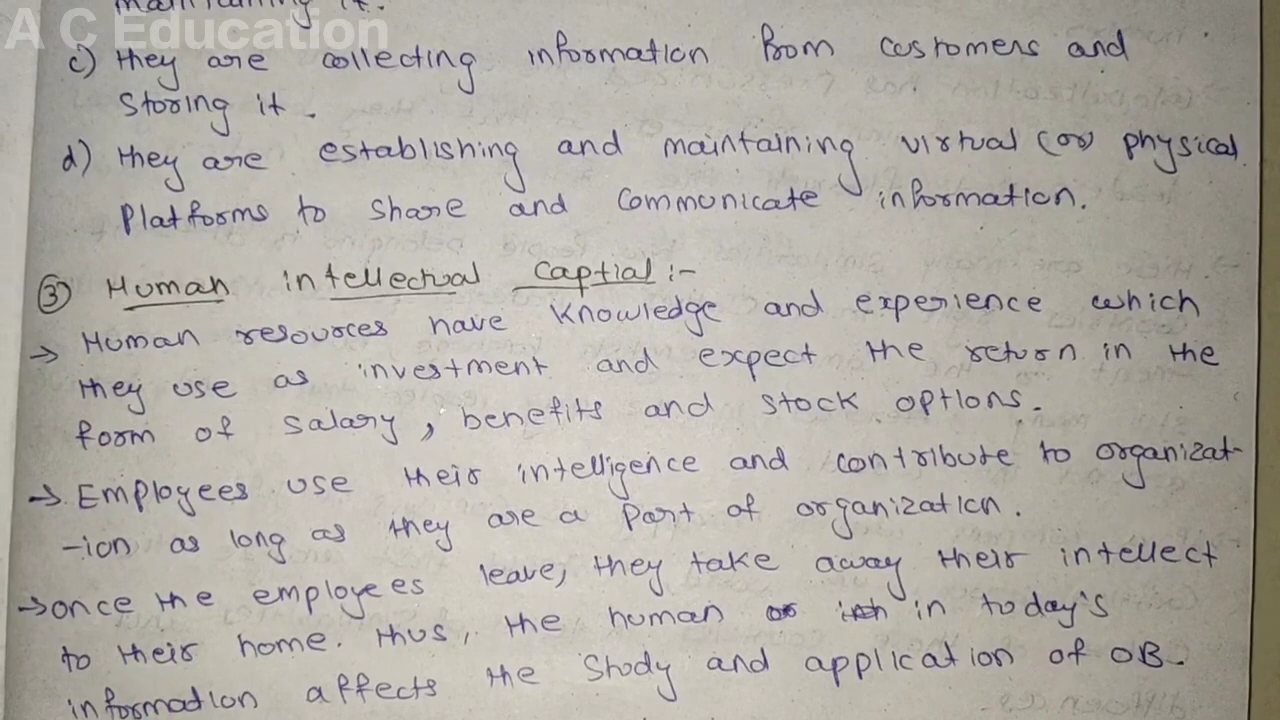 maintaining it.
A C Education
c) they are collecting information from customers and
storing it.
d) they are establishing and maintaining virtual (or) physical
platforms to share and communicate information.
③ Human intellectual captial :-
→ Human resources have knowledge and experience which
they use as investment and expect the return in the
form of salary, benefits and stock options.
→ Employees use their intelligence and contribute to organizat-
-ion as long as they are a part of organization.
→ once the employees leave, they take away their intellect
to their home. thus, the human in today's
information affects the study and application of OB.